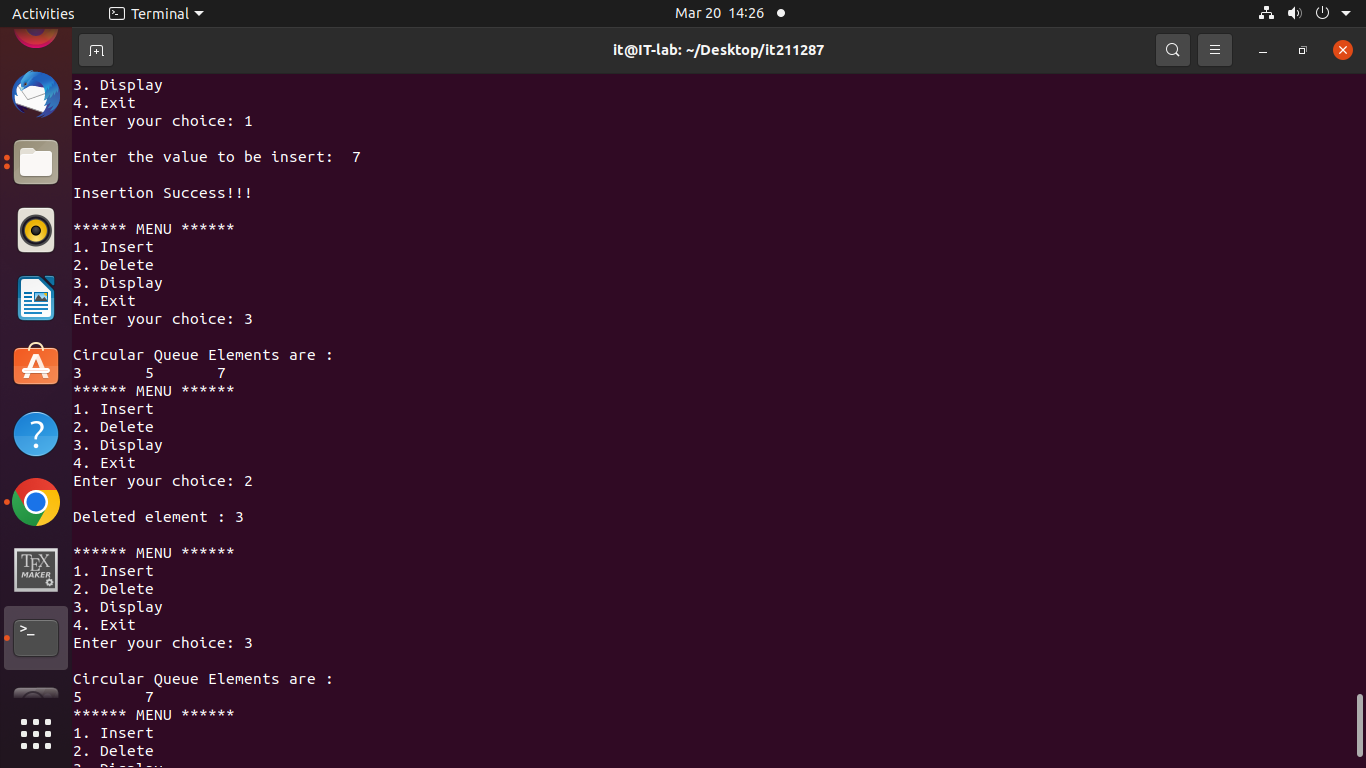 Activities
Terminal
Mar 20 14:26
it@IT-lab: ~/Desktop/it211287
3. Display
4. Exit
Enter your choice: 1
Enter the value to be insert:  7
Insertion Success!!!
****** MENU ******
1. Insert
2. Delete
3. Display
4. Exit
Enter your choice: 3
Circular Queue Elements are :
3       5       7
****** MENU ******
1. Insert
2. Delete
3. Display
4. Exit
Enter your choice: 2
Deleted element : 3
****** MENU ******
1. Insert
2. Delete
3. Display
4. Exit
Enter your choice: 3
Circular Queue Elements are :
5       7
****** MENU ******
1. Insert
2. Delete
3. Display
TEX
MAKER
>_